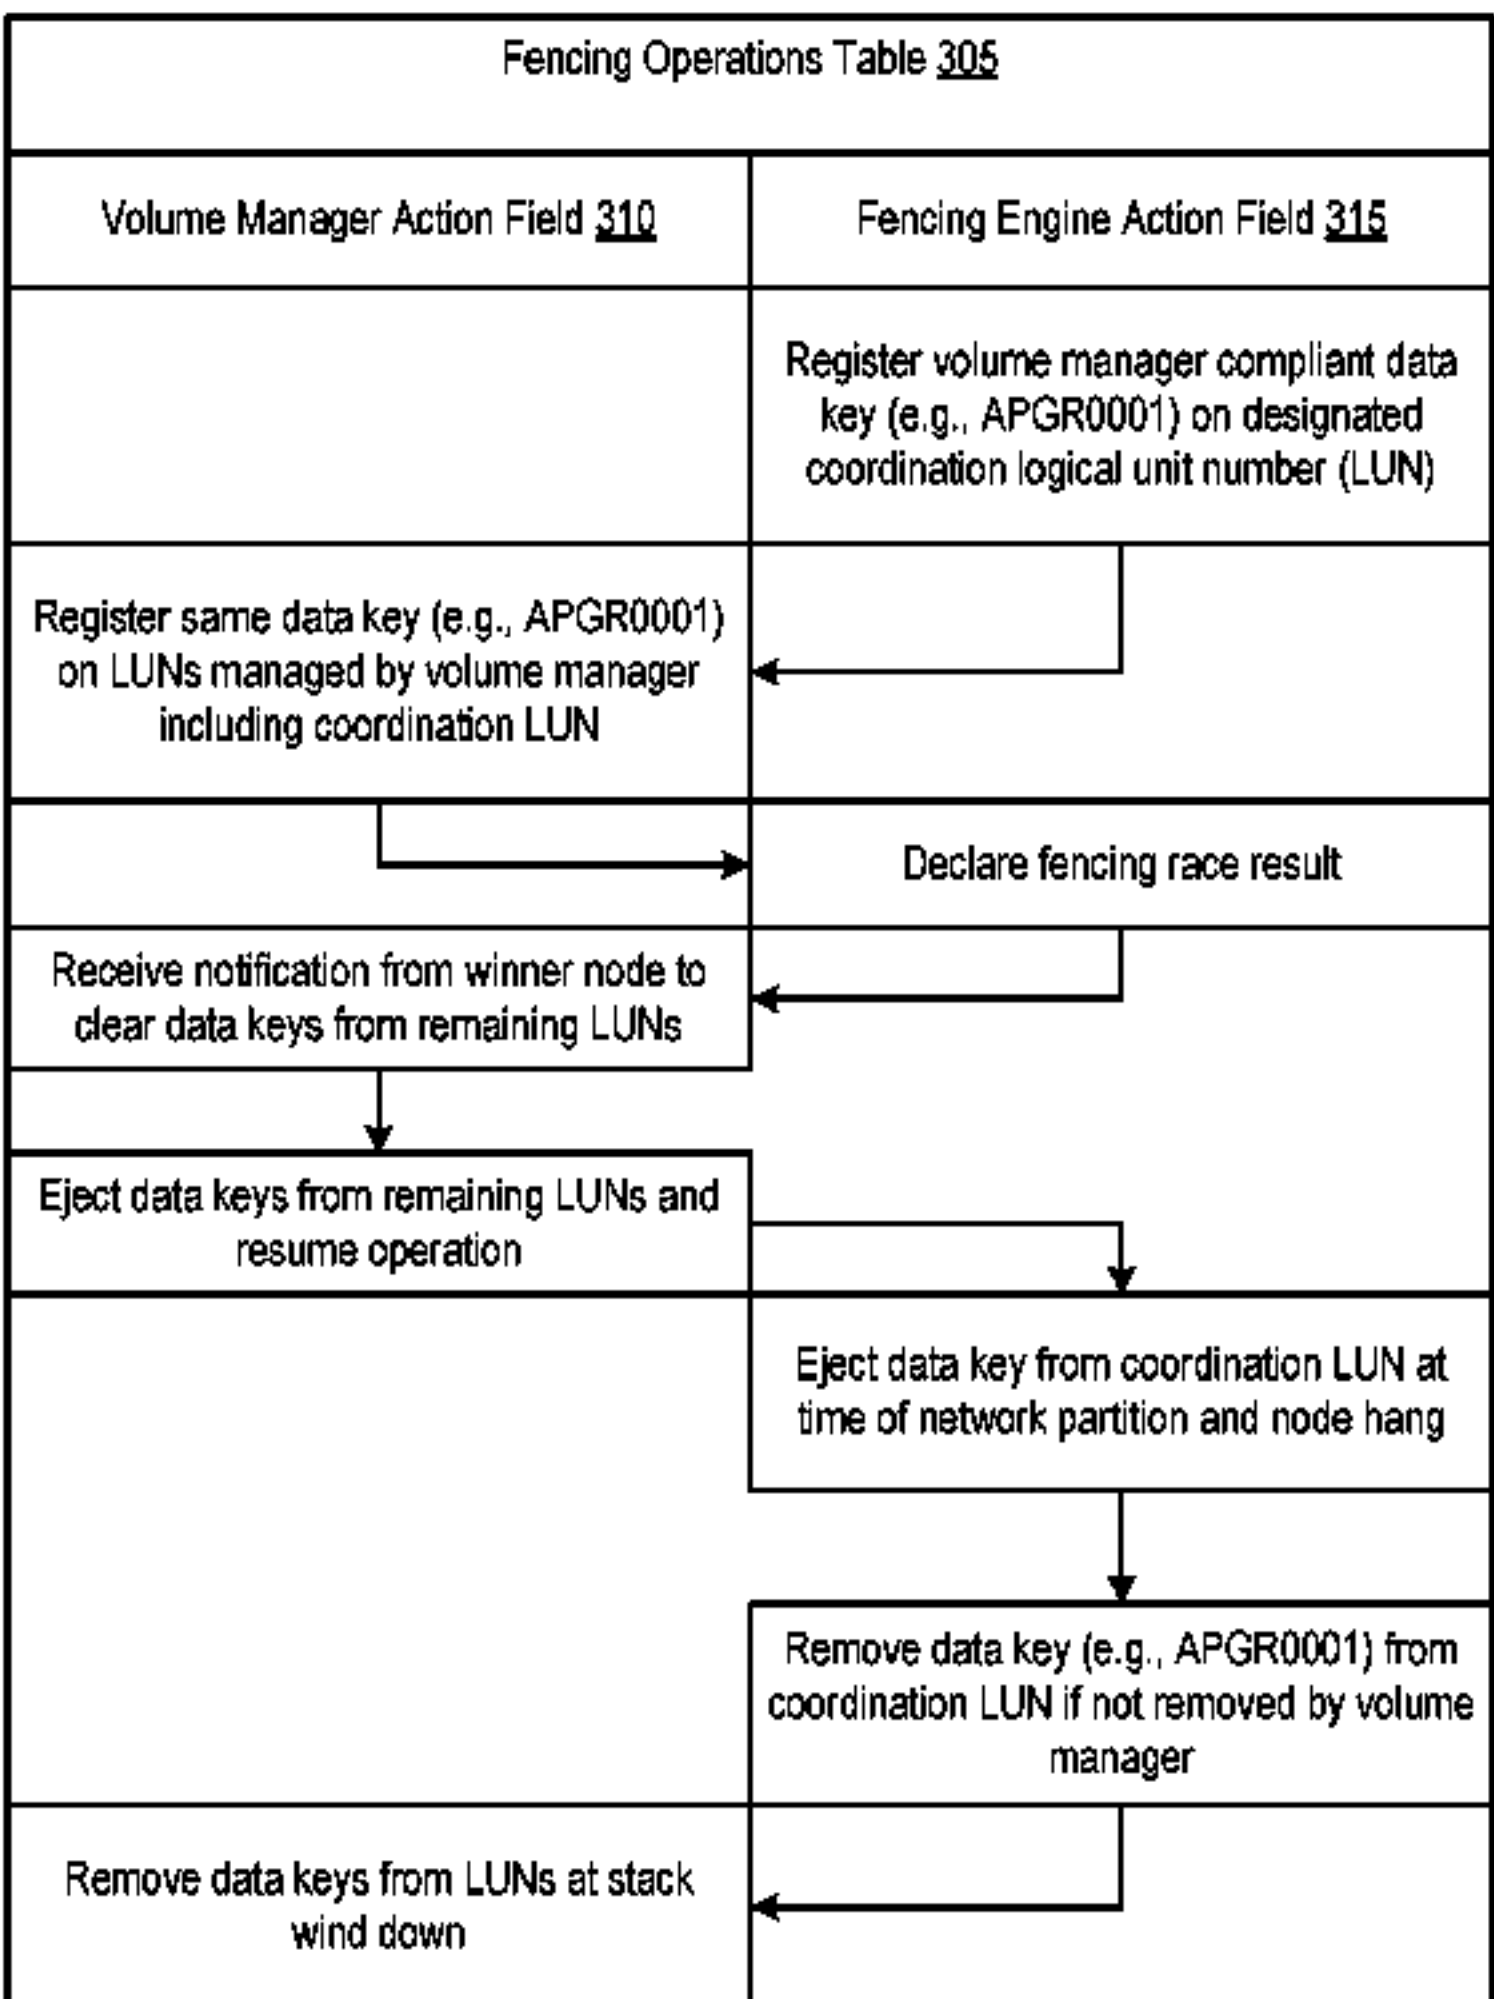 Fencing Operations Table 305
Volume Manager Action Field 310
Fencing Engine Action Field 315
Register volume manager compliant data
key (e.g., APGR0001) on designated
coordination logical unit number (LUN)
Register same data key (e.g., APGR0001)
on LUNs managed by volume manager
including coordination LUN
Declare fencing race result
Receive notification from winner node to
clear data keys from remaining LUNs
Eject data keys from remaining LUNs and
resume operation
Eject data key from coordination LUN at
time of network partition and node hang
Remove data key (e.g., APGR0001) from
coordination LUN if not removed by volume
manager
Remove data keys from LUNs at stack
wind down